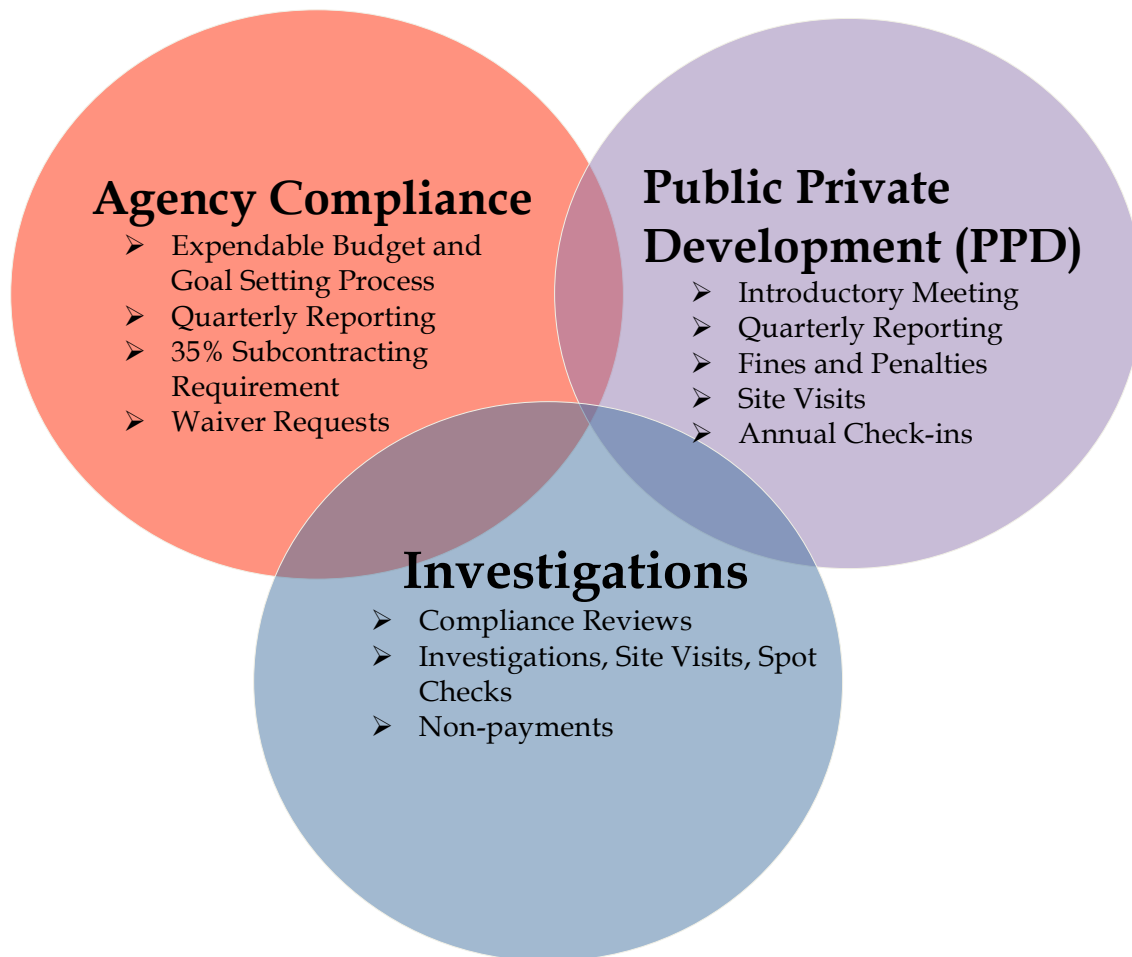 Agency Compliance
➢ Expendable Budget and
Goal Setting Process
➢ Quarterly Reporting
➢ 35% Subcontracting
Requirement
➢ Waiver Requests
Public Private
Development (PPD)
➢ Introductory Meeting
➢ Quarterly Reporting
➢ Fines and Penalties
➢ Site Visits
➢ Annual Check-ins
Investigations
➢ Compliance Reviews
➢ Investigations, Site Visits, Spot
Checks
➢ Non-payments